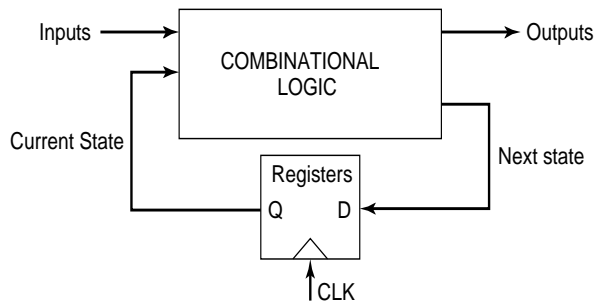 Inputs
Outputs
COMBINATIONAL
LOGIC
Current State
Next state
Registers
Q D
CLK